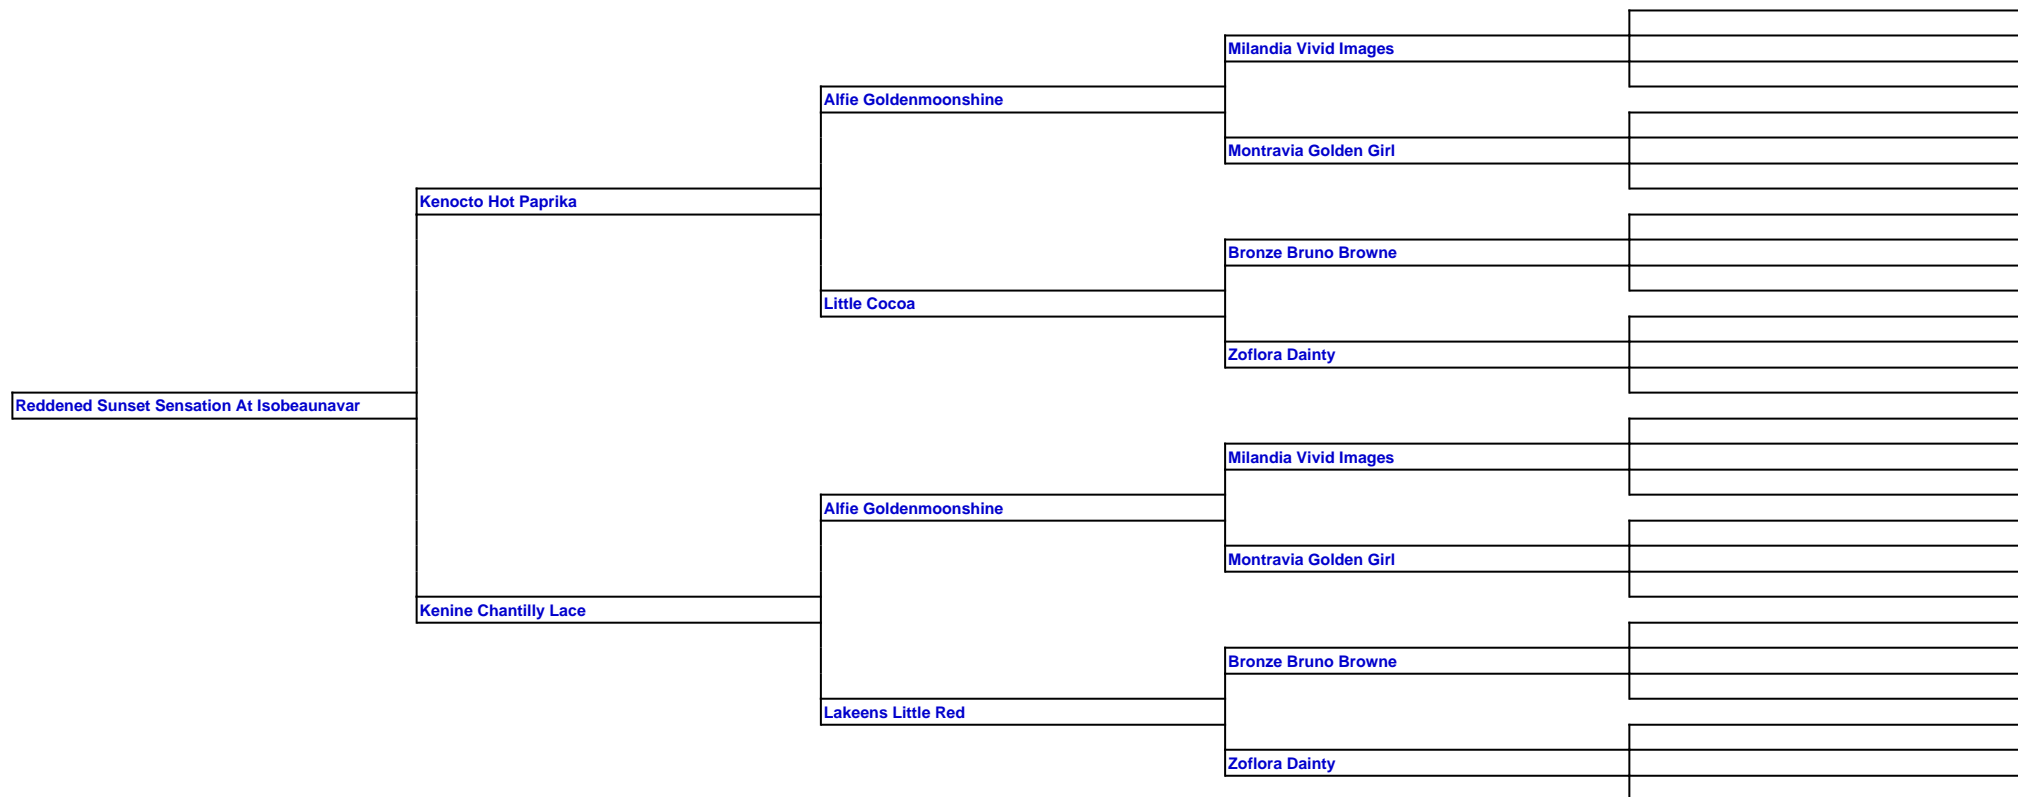 Milandia Vivid Images
Alfie Goldenmoonshine
Montravia Golden Girl
Kenocto Hot Paprika
Bronze Bruno Browne
Little Cocoa
Zoflora Dainty
Reddened Sunset Sensation At Isobeaunavar
Milandia Vivid Images
Alfie Goldenmoonshine
Montravia Golden Girl
Kenine Chantilly Lace
Bronze Bruno Browne
Lakeens Little Red
Zoflora Dainty